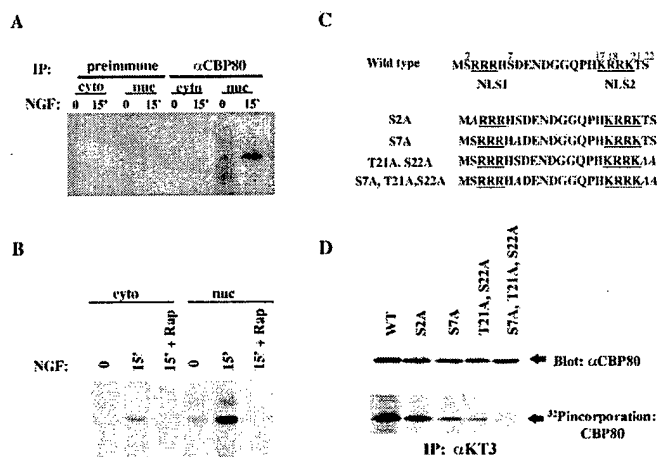 A
IP: preimmune αCBP80
cyto nuc cyto nuc
NGF: 0 15' 0 15' 0 15' 0 15'
B
cyto nuc
NGF: 0 15' 15' + Rap 0 15' 15' + Rap
C
2 7 17 18 21 22
Wild type MSRRRHSDENDGGQPHKRRKTS
NLS1 NLS2
S2A MARRRHSDENDGGQPHKRRKTS
S7A MSRRRHADENDGGQPHKRRKTS
T21A, S22A MSRRRHSDENDGGQPHKRRKAA
S7A, T21A,S22A MSRRRHADENDGGQPHKRRKAA
D
WT S2A S7A T21A, S22A S7A, T21A, S22A
Blot: αCBP80
32Pincorporation:
CBP80
IP: αKT3